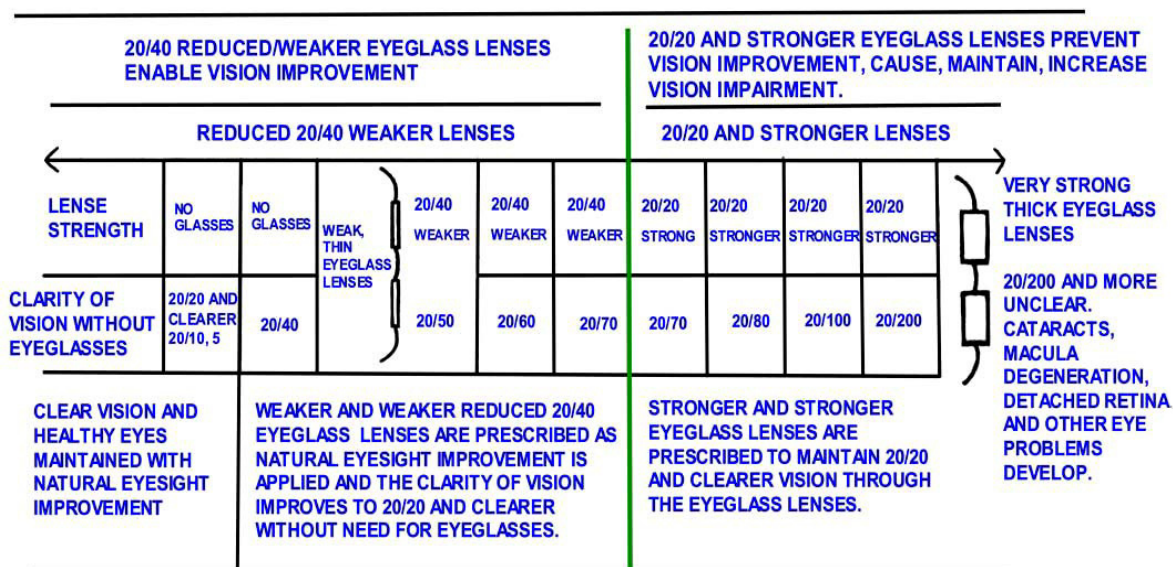 20/40 REDUCED/WEAKER EYEGLASS LENSES
ENABLE VISION IMPROVEMENT
20/20 AND STRONGER EYEGLASS LENSES PREVENT
VISION IMPROVEMENT, CAUSE, MAINTAIN, INCREASE
VISION IMPAIRMENT.
REDUCED 20/40 WEAKER LENSES
20/20 AND STRONGER LENSES
LENSE
STRENGTH
NO
GLASSES
NO
GLASSES
WEAK,
THIN
EYEGLASS
LENSES
20/40
WEAKER
20/40
WEAKER
20/40
WEAKER
20/20
STRONG
20/20
STRONGER
20/20
STRONGER
20/20
STRONGER
VERY STRONG
THICK EYEGLASS
LENSES
CLARITY OF
VISION WITHOUT
EYEGLASSES
20/20 AND
CLEARER
20/10, 5
20/40
20/50
20/60
20/70
20/70
20/80
20/100
20/200
20/200 AND MORE
UNCLEAR.
CATARACTS,
MACULA
DEGENERATION,
DETACHED RETINA
AND OTHER EYE
PROBLEMS
DEVELOP.
CLEAR VISION AND
HEALTHY EYES
MAINTAINED WITH
NATURAL EYESIGHT
IMPROVEMENT
WEAKER AND WEAKER REDUCED 20/40
EYEGLASS LENSES ARE PRESCRIBED AS
NATURAL EYESIGHT IMPROVEMENT IS
APPLIED AND THE CLARITY OF VISION
IMPROVES TO 20/20 AND CLEARER
WITHOUT NEED FOR EYEGLASSES.
STRONGER AND STRONGER
EYEGLASS LENSES ARE
PRESCRIBED TO MAINTAIN 20/20
AND CLEARER VISION THROUGH
THE EYEGLASS LENSES.